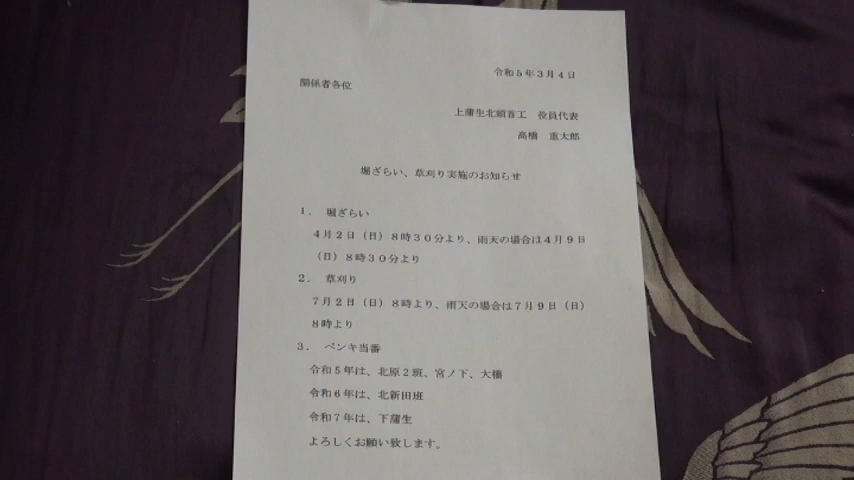 令和5年3月4日
関係者各位
上蒲生北頭首工　役員代表
高橋　重太郎
堀ざらい、草刈り実施のお知らせ
１．　堀ざらい
４月２日（日）８時３０分より、雨天の場合は４月９日
（日）８時３０分より
２．　草刈り
７月２日（日）８時より、雨天の場合は７月９日（日）
８時より
３．　ペンキ当番
令和５年は、北原２班、宮ノ下、大橋
令和６年は、北新田班
令和７年は、下蒲生
よろしくお願い致します。